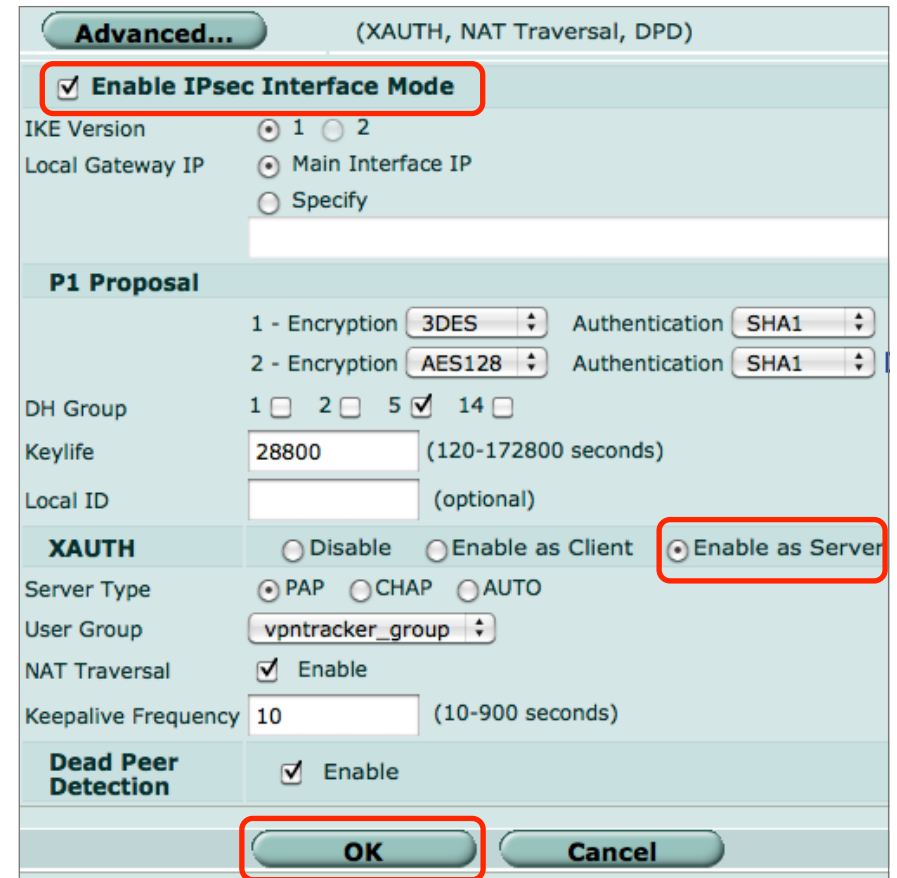 Advanced... (XAUTH, NAT Traversal, DPD)
Enable IPsec Interface Mode
IKE Version 1 2
Local Gateway IP Main Interface IP
Specify
P1 Proposal
1 - Encryption 3DES Authentication SHA1
2 - Encryption AES128 Authentication SHA1
DH Group 1 2 5 14
Keylife 28800 (120-172800 seconds)
Local ID (optional)
XAUTH Disable Enable as Client Enable as Server
Server Type PAP CHAP AUTO
User Group vpntracker_group
NAT Traversal Enable
Keepalive Frequency 10 (10-900 seconds)
Dead Peer
Detection Enable
OK Cancel